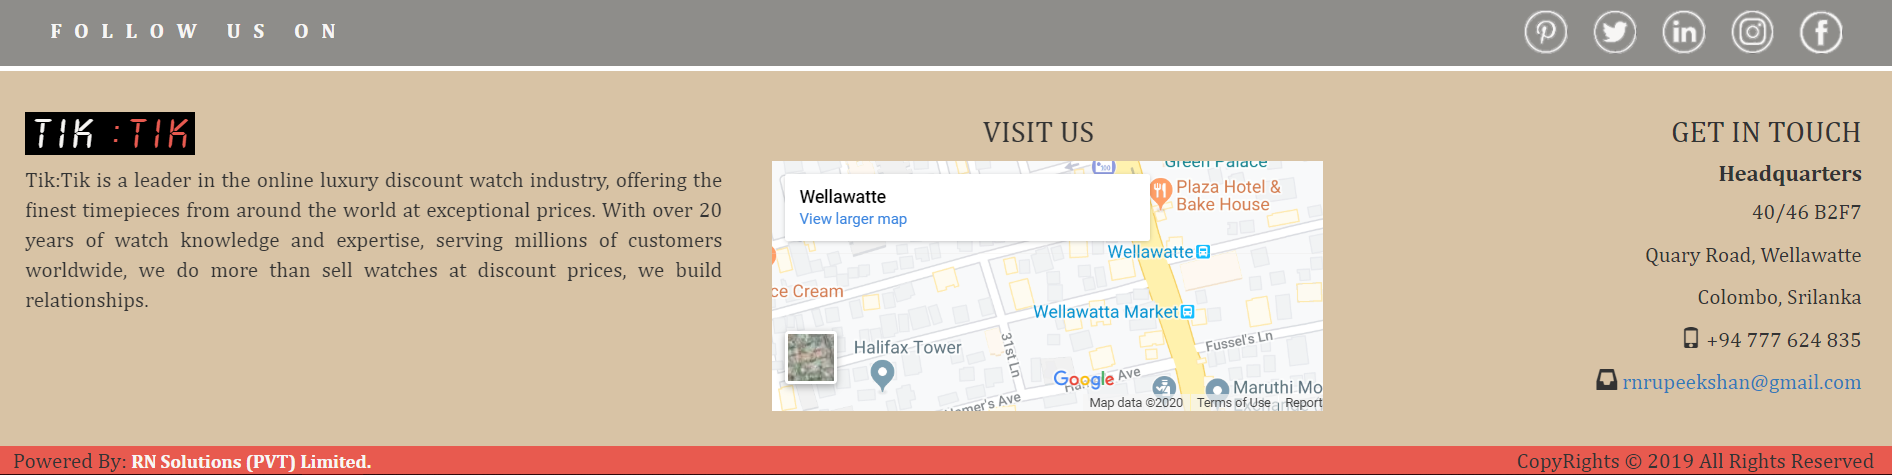 FOLLOW US ON
TIK :TIK
Tik:Tik is a leader in the online luxury discount watch industry, offering the
finest timepieces from around the world at exceptional prices. With over 20
years of watch knowledge and expertise, serving millions of customers
worldwide, we do more than sell watches at discount prices, we build
relationships.
VISIT US
Green Palace
Wellawatte
View larger map
Plaza Hotel &
Bake House
Wellawatte
ce Cream
Wellawatta Market
Halifax Tower
31st Ln
Fussel's Ln
Google
Ave
Maruthi Mo
Map data ©2020 Terms of Use Report
mer's Ave
GET IN TOUCH
Headquarters
40/46 B2F7
Quary Road, Wellawatte
Colombo, Srilanka
+94 777 624 835
rnrupeekshan@gmail.com
Powered By: RN Solutions (PVT) Limited.
CopyRights © 2019 All Rights Reserved